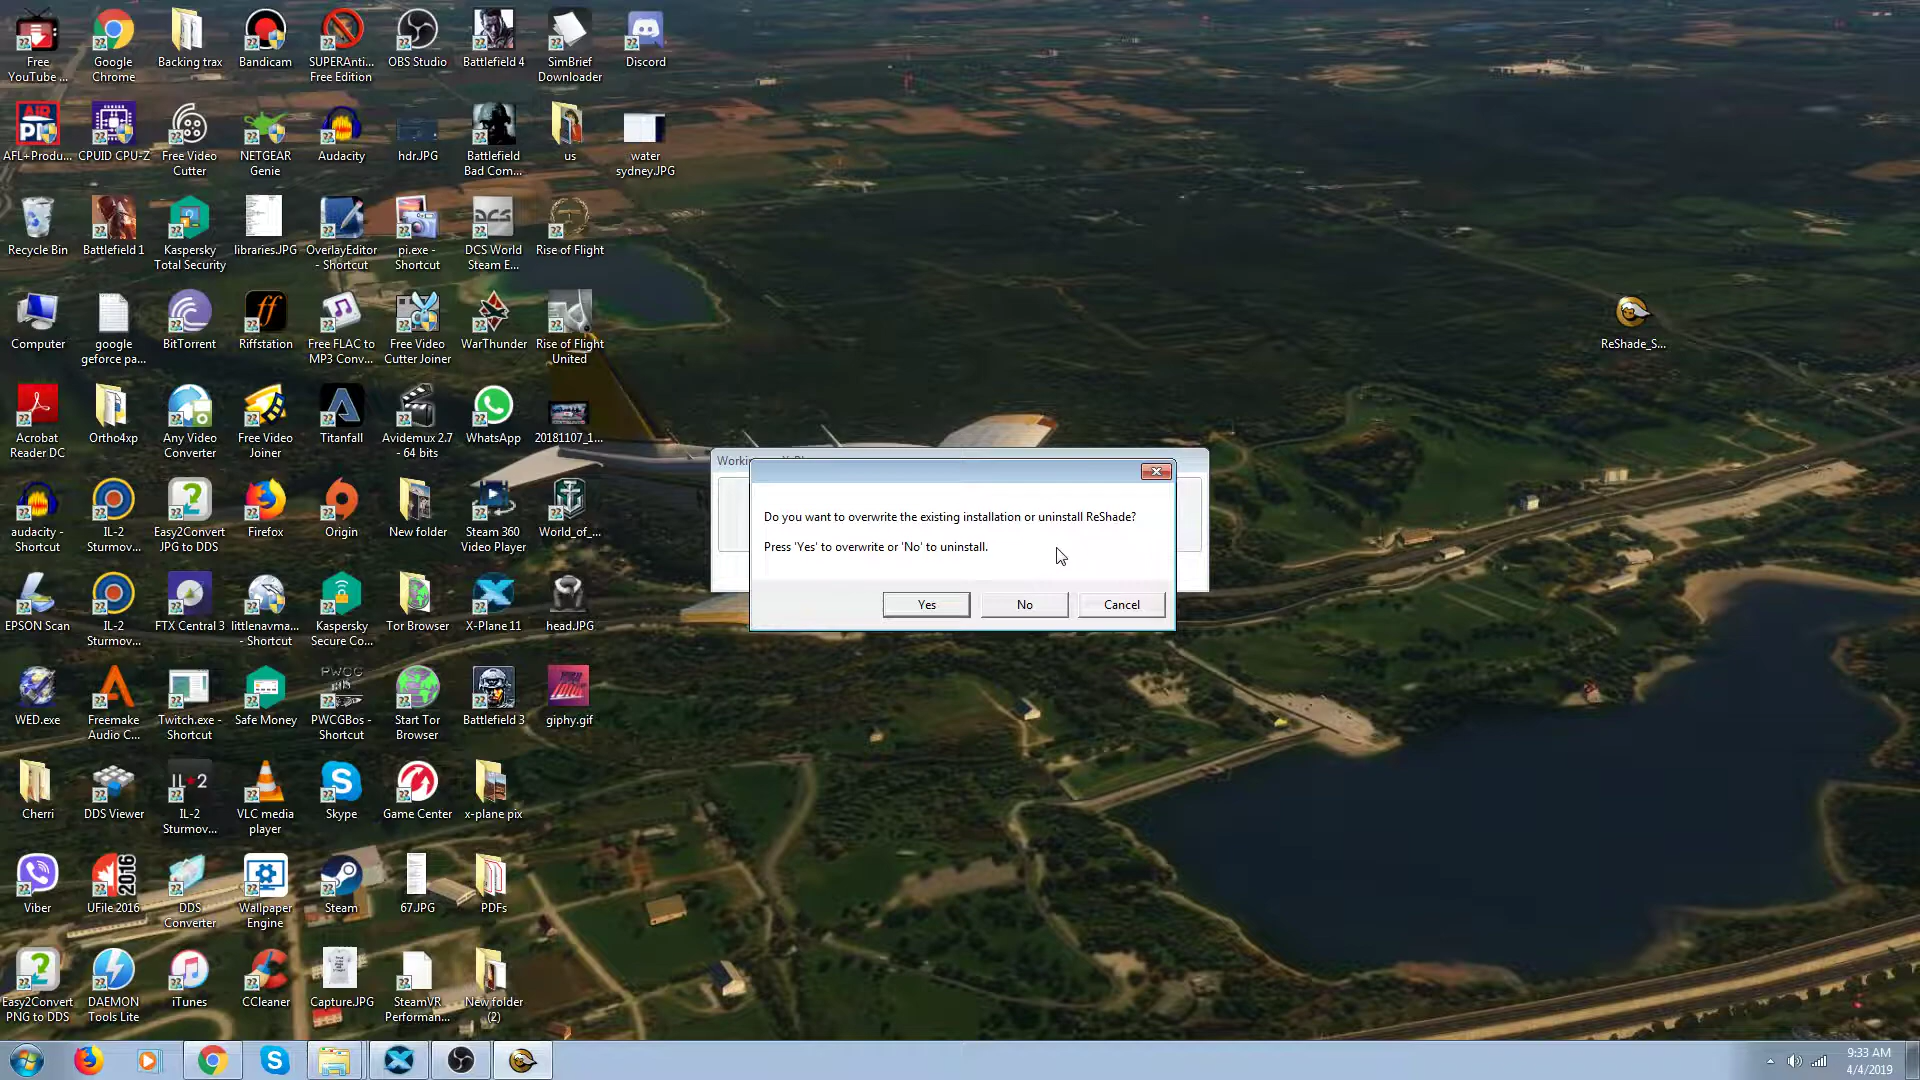 Free
YouTube ...
Google
Chrome
Backing trax
Bandicam
SUPERAnti...
Free Edition
OBS Studio
Battlefield 4
SimBrief
Downloader
Discord
AFL+Produ...
CPUID CPU-Z
Free Video
Cutter
NETGEAR
Genie
Audacity
hdr.JPG
Battlefield
Bad Com...
us
water
sydney.JPG
Recycle Bin
Battlefield 1
Kaspersky
Total Security
libraries.JPG
OverlayEditor
- Shortcut
pi.exe -
Shortcut
DCS World
Steam E...
Rise of Flight
Computer
google
geforce pa...
BitTorrent
Riffstation
Free FLAC to
MP3 Conv...
Free Video
Cutter Joiner
WarThunder
Rise of Flight
United
ReShade_S...
Acrobat
Reader DC
Ortho4xp
Any Video
Converter
Free Video
Joiner
Titanfall
Avidemux 2.7
- 64 bits
WhatsApp
20181107_1...
audacity -
Shortcut
IL-2
Sturmov...
Easy2Convert
JPG to DDS
Firefox
Origin
New folder
Steam 360
Video Player
World_of_...
Do you want to overwrite the existing installation or uninstall ReShade?
Press 'Yes' to overwrite or 'No' to uninstall.
Yes
No
Cancel
EPSON Scan
IL-2
Sturmov...
FTX Central 3
littlenavma...
- Shortcut
Kaspersky
Secure Co...
Tor Browser
X-Plane 11
head.JPG
WED.exe
Freemake
Audio C...
Twitch.exe -
Shortcut
Safe Money
PWCGBos -
Shortcut
Start Tor
Browser
Battlefield 3
giphy.gif
Cherri
DDS Viewer
IL-2
Sturmov...
VLC media
player
Skype
Game Center
x-plane pix
Viber
UFile 2016
DDS
Converter
Wallpaper
Engine
Steam
67.JPG
PDFs
Easy2Convert
PNG to DDS
DAEMON
Tools Lite
iTunes
CCleaner
Capture.JPG
SteamVR
Performan...
New folder
(2)
9:33 AM
4/4/2019